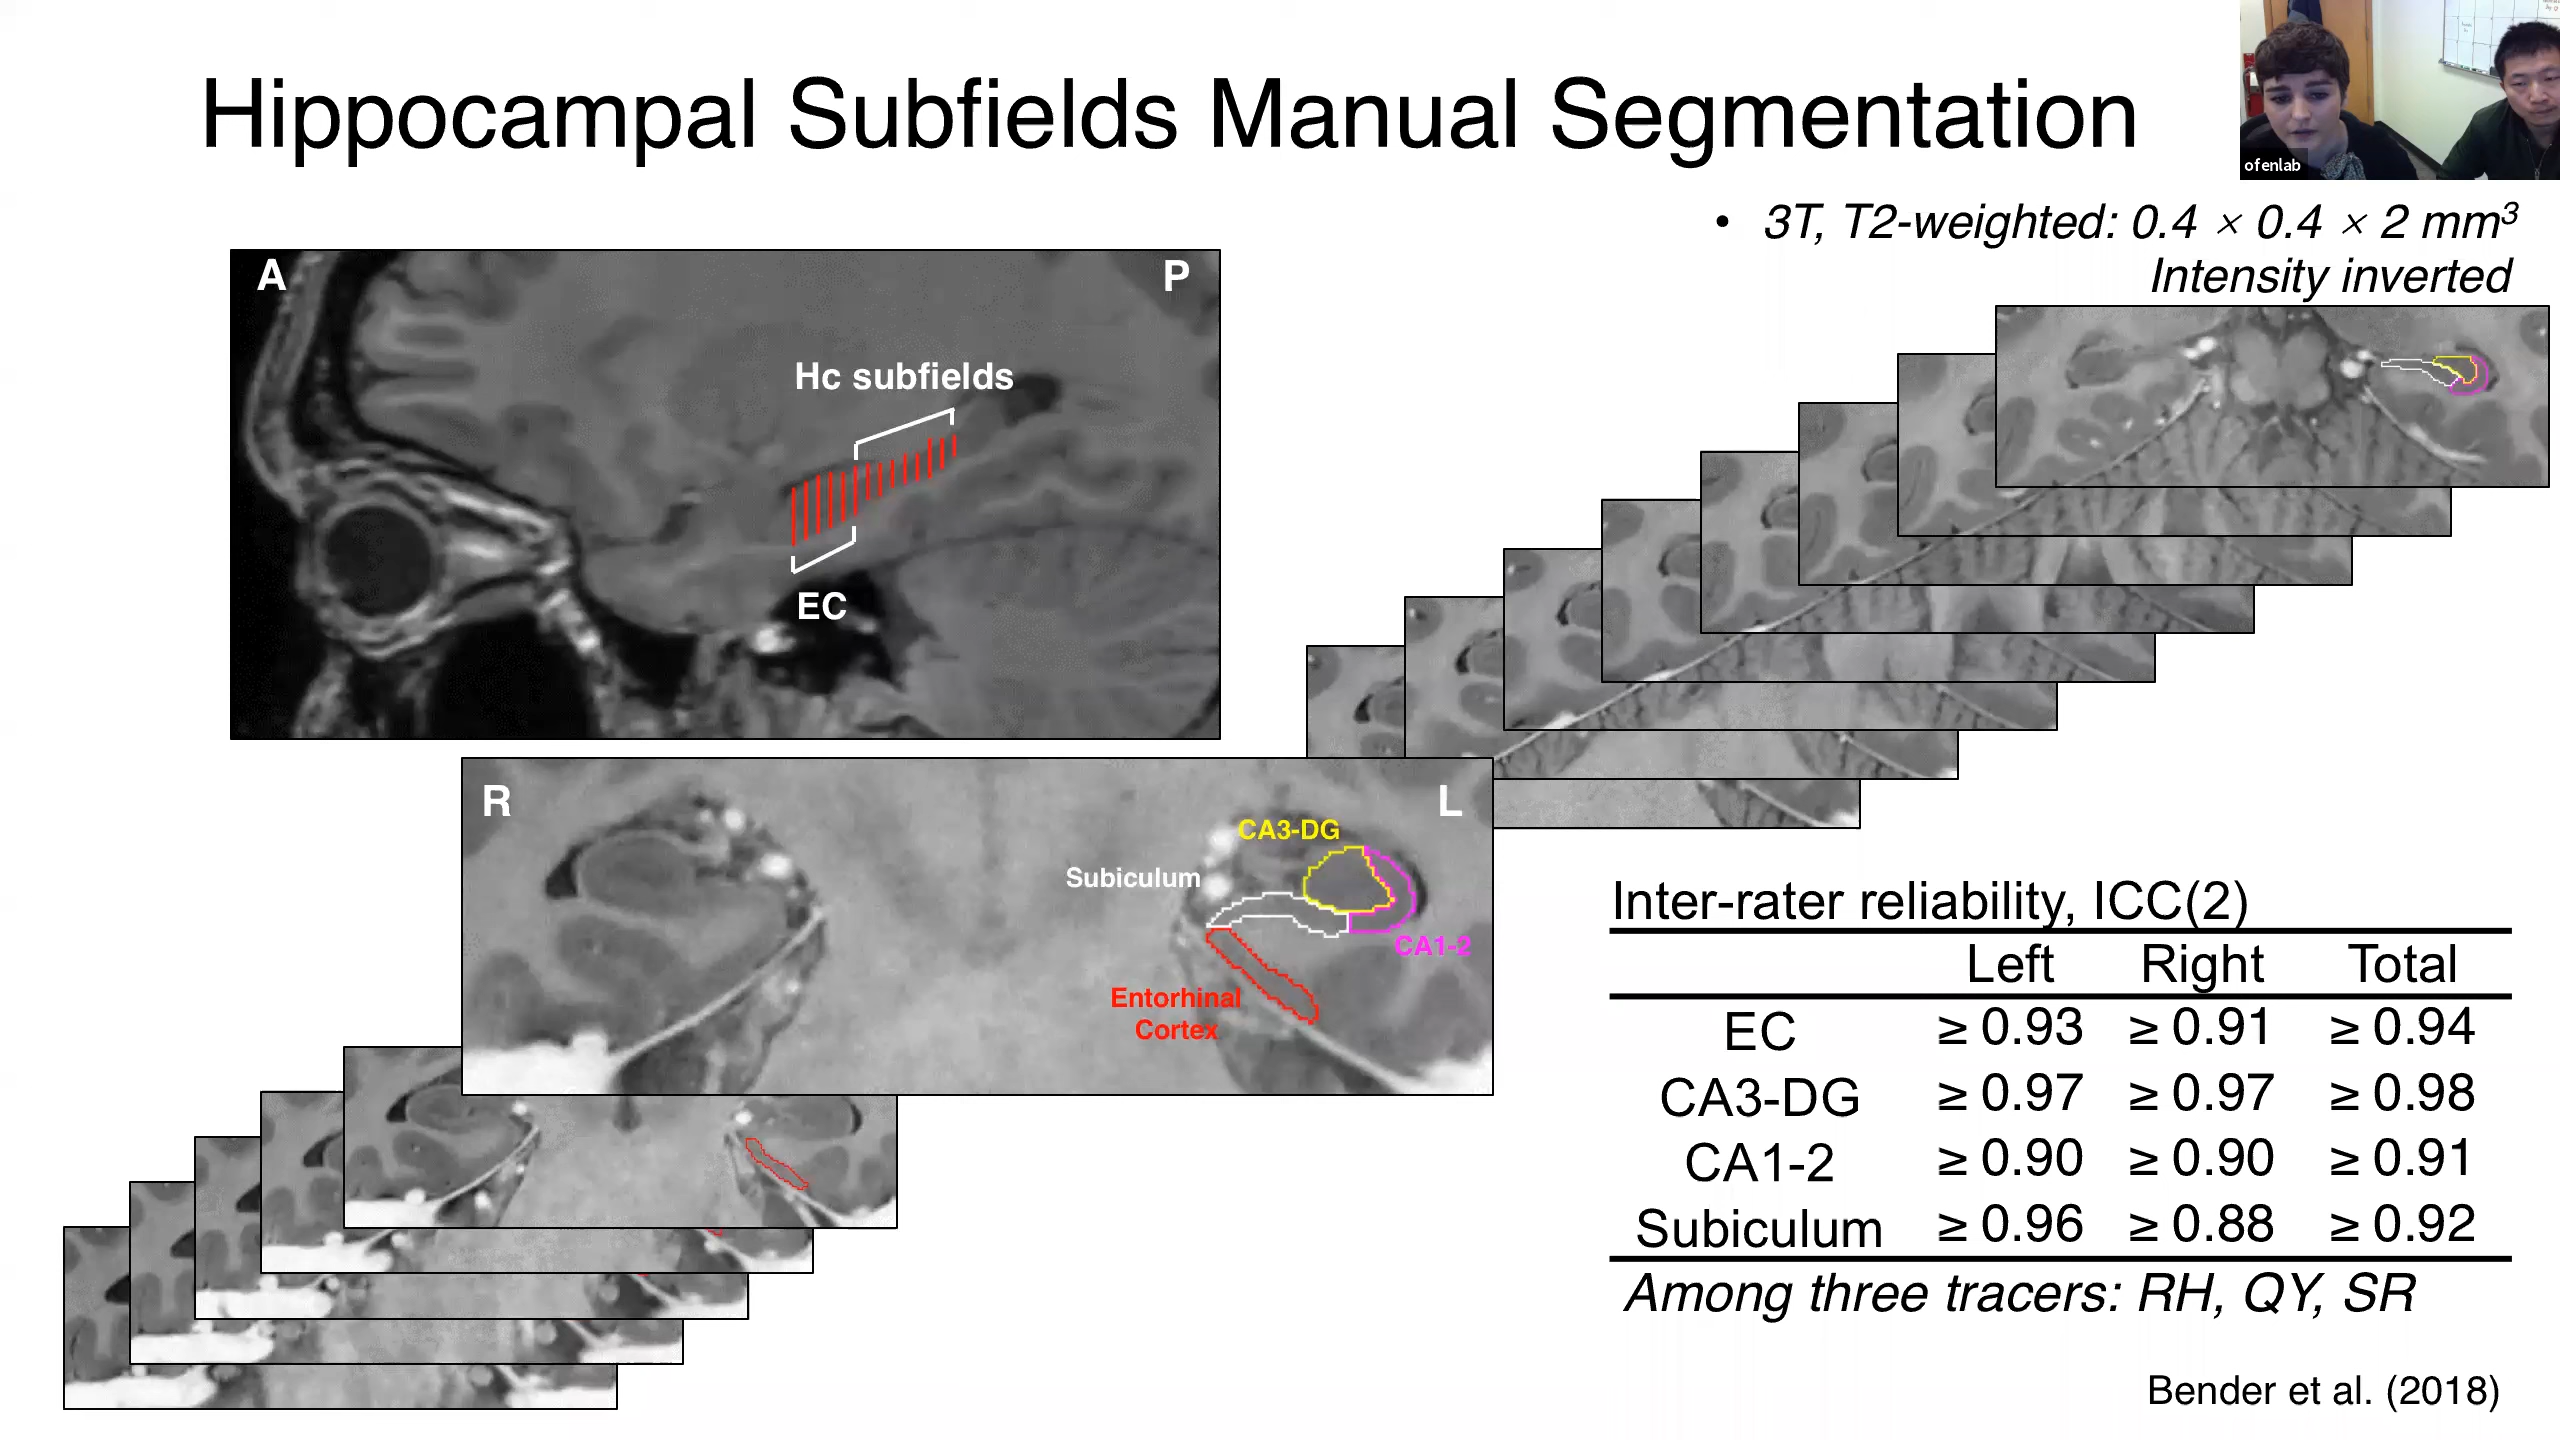 Hippocampal Subfields Manual Segmentation
ofenlab
• 3T, T2-weighted: 0.4 × 0.4 × 2 mm³
Intensity inverted
A
P
Hc subfields
EC
R
L
CA3-DG
Subiculum
CA1-2
Entorhinal
Cortex
Inter-rater reliability, ICC(2)
Left Right Total
EC ≥ 0.93 ≥ 0.91 ≥ 0.94
CA3-DG ≥ 0.97 ≥ 0.97 ≥ 0.98
CA1-2 ≥ 0.90 ≥ 0.90 ≥ 0.91
Subiculum ≥ 0.96 ≥ 0.88 ≥ 0.92
Among three tracers: RH, QY, SR
Bender et al. (2018)